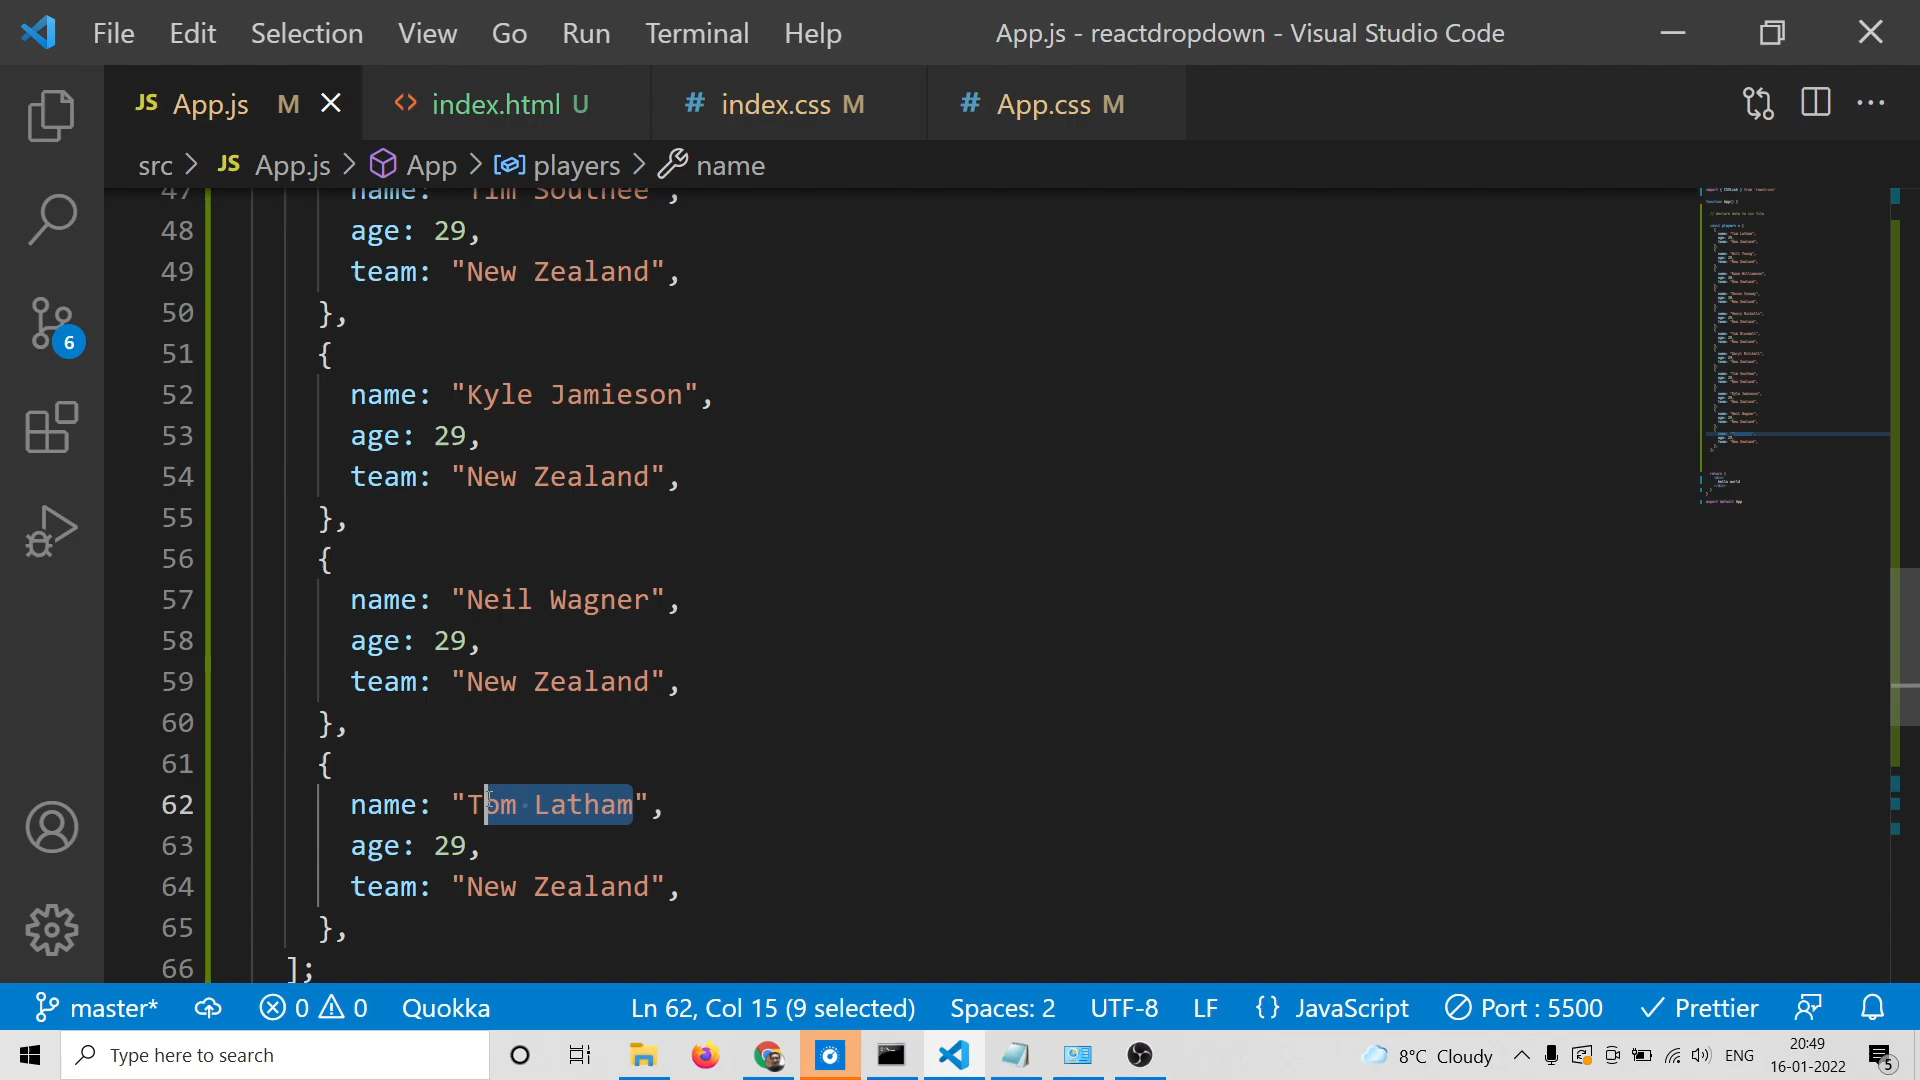 File Edit Selection View Go Run Terminal Help App.js - reactdropdown - Visual Studio Code
JS App.js M index.html U # index.css M # App.css M
src > JS App.js > App > players > name
47 name: "Tim Southee",
48 age: 29,
49 team: "New Zealand",
50 },
51 {
52 name: "Kyle Jamieson",
53 age: 29,
54 team: "New Zealand",
55 },
56 {
57 name: "Neil Wagner",
58 age: 29,
59 team: "New Zealand",
60 },
61 {
62 name: "Tom Latham",
63 age: 29,
64 team: "New Zealand",
65 },
66 ];
6
master* 0 0 Quokka Ln 62, Col 15 (9 selected) Spaces: 2 UTF-8 LF {} JavaScript Port : 5500 Prettier
Type here to search 8°C Cloudy ENG 20:49
16-01-2022 5